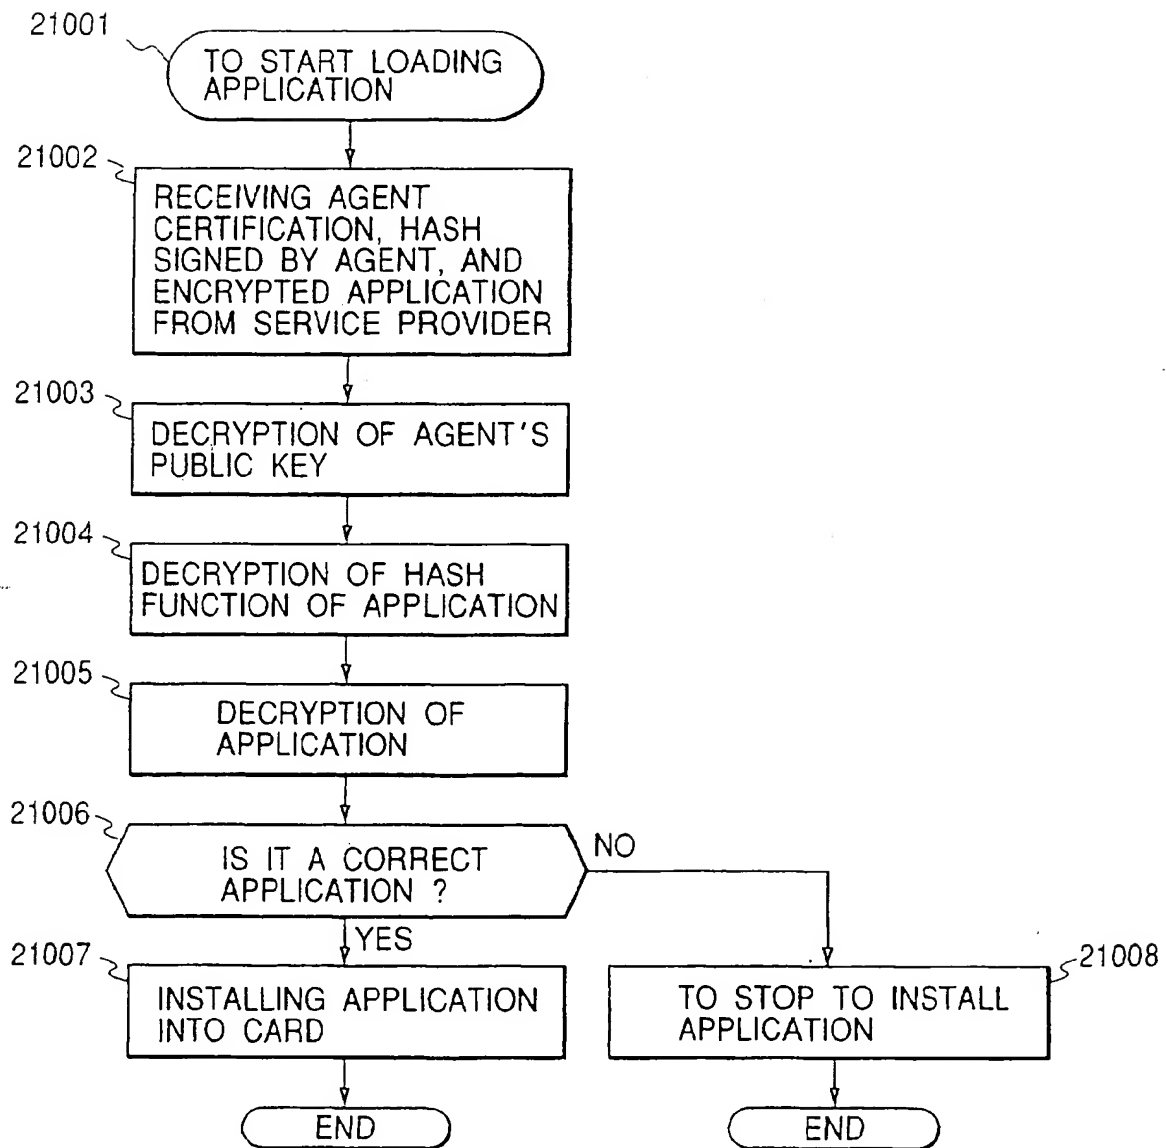 21001
TO START LOADING
APPLICATION
21002
RECEIVING AGENT
CERTIFICATION, HASH
SIGNED BY AGENT, AND
ENCRYPTED APPLICATION
FROM SERVICE PROVIDER
21003
DECRYPTION OF AGENT'S
PUBLIC KEY
21004
DECRYPTION OF HASH
FUNCTION OF APPLICATION
21005
DECRYPTION OF
APPLICATION
21006
IS IT A CORRECT
APPLICATION ?
NO
YES
21007
INSTALLING APPLICATION
INTO CARD
21008
TO STOP TO INSTALL
APPLICATION
END
END